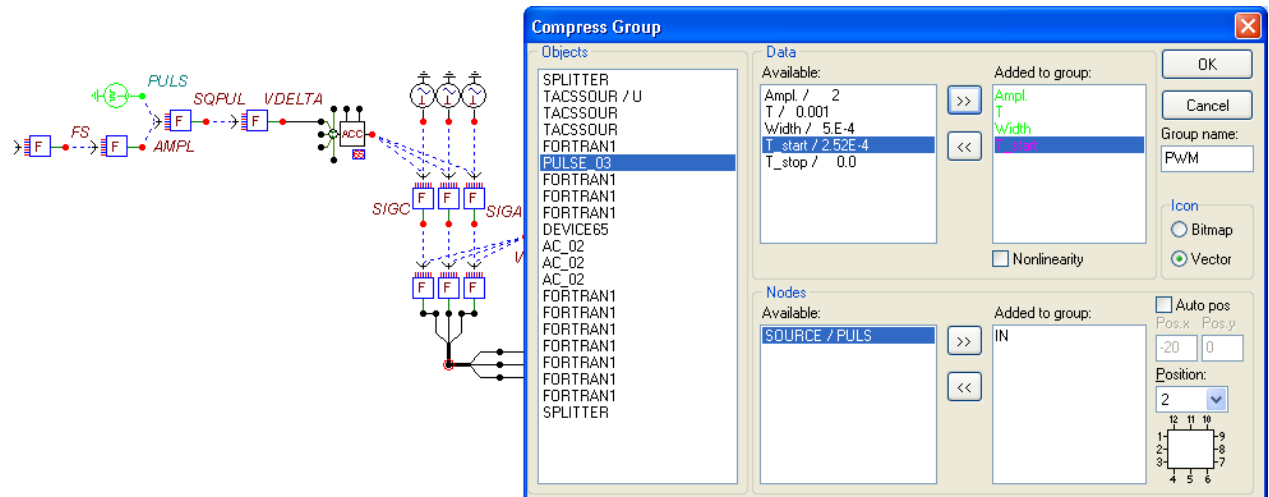 PULS
SQPUL VDELTA
FS
AMPL
F
F
F
F
ACC
SIGC
SIGA
F
F
F
V
F
F
F
Compress Group
Objects
SPLITTER
TACSSOUR / U
TACSSOUR
TACSSOUR
FORTRAN1
PULSE_03
FORTRAN1
FORTRAN1
FORTRAN1
DEVICE65
AC_02
AC_02
AC_02
FORTRAN1
FORTRAN1
FORTRAN1
FORTRAN1
FORTRAN1
FORTRAN1
FORTRAN1
SPLITTER
Data
Available:
Ampl. / 2
T / 0.001
Width / 5.E-4
T_start / 2.52E-4
T_stop / 0.0
>>
<<
Added to group:
Ampl.
T
Width
T_start
Nonlinearity
OK
Cancel
Group name:
PWM
Icon
Bitmap
Vector
Nodes
Available:
SOURCE / PULS
>>
<<
Added to group:
IN
Auto pos
Pos.x Pos.y
-20 0
Position:
2
12 11 10
1 9
2 8
3 7
4 5 6